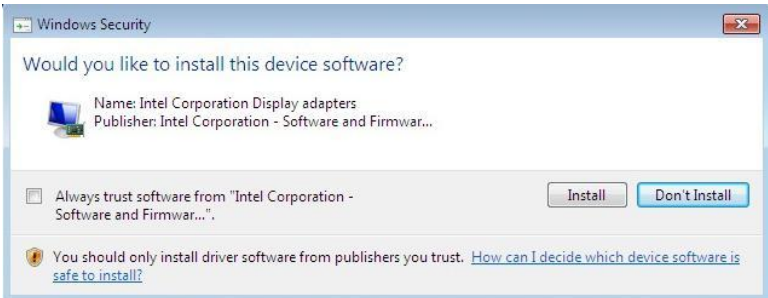 Windows Security
Would you like to install this device software?
Name: Intel Corporation Display adapters
Publisher: Intel Corporation - Software and Firmwar...
Always trust software from "Intel Corporation -
Software and Firmwar...".
Install
Don't Install
You should only install driver software from publishers you trust. How can I decide which device software is
safe to install?